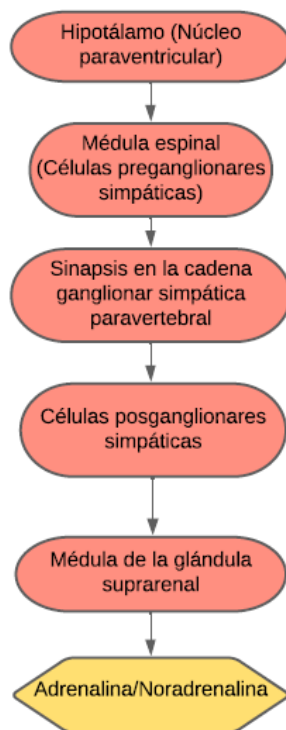 Hipotálamo (Núcleo
paraventricular)
Médula espinal
(Células preganglionares
simpáticas)
Sinapsis en la cadena
ganglionar simpática
paravertebral
Células posganglionares
simpáticas
Médula de la glándula
suprarenal
Adrenalina/Noradrenalina